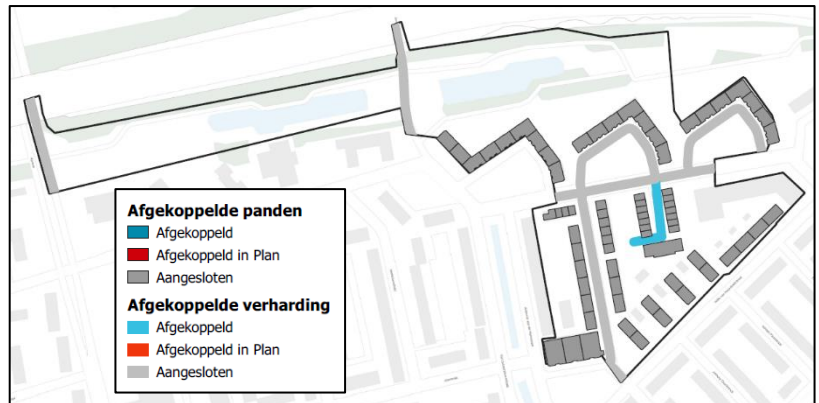 Afgekoppelde panden
Afgekoppeld
Afgekoppeld in Plan
Aangesloten
Afgekoppelde verharding
Afgekoppeld
Afgekoppeld in Plan
Aangesloten